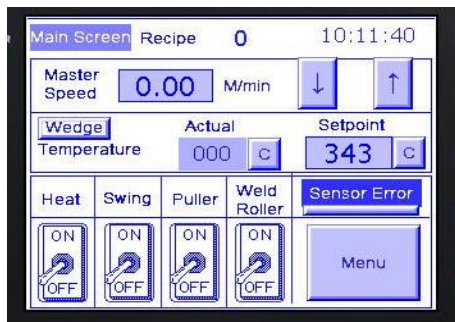 Main Screen Recipe 0 10:11:40
Master Speed 0.00 M/min ↓ ↑
Wedge Actual Setpoint
Temperature 000 C 343 C
Heat Swing Puller Weld Roller Sensor Error
ON ON ON ON
OFF OFF OFF OFF
Menu